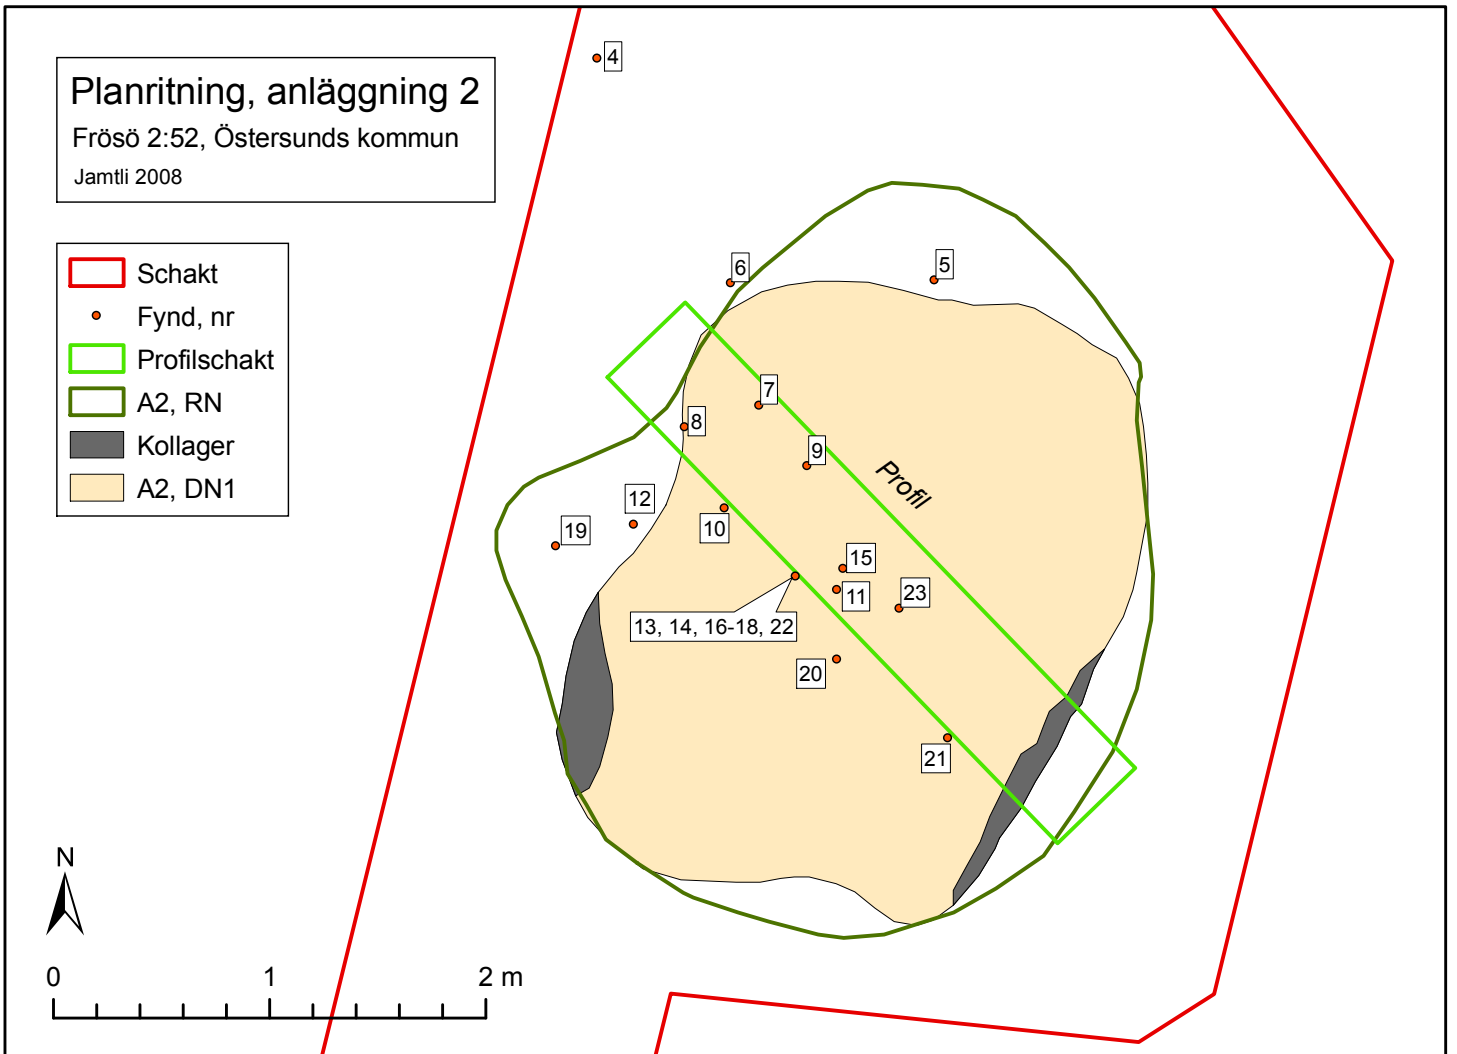 Planritning, anläggning 2
Frösö 2:52, Östersunds kommun
Jamtli 2008
Schakt
Fynd, nr
Profilschakt
A2, RN
Kollager
A2, DN1
4
6
5
7
8
9
Profil
12
10
19
15
11
23
13, 14, 16-18, 22
20
21
N
0 1 2 m